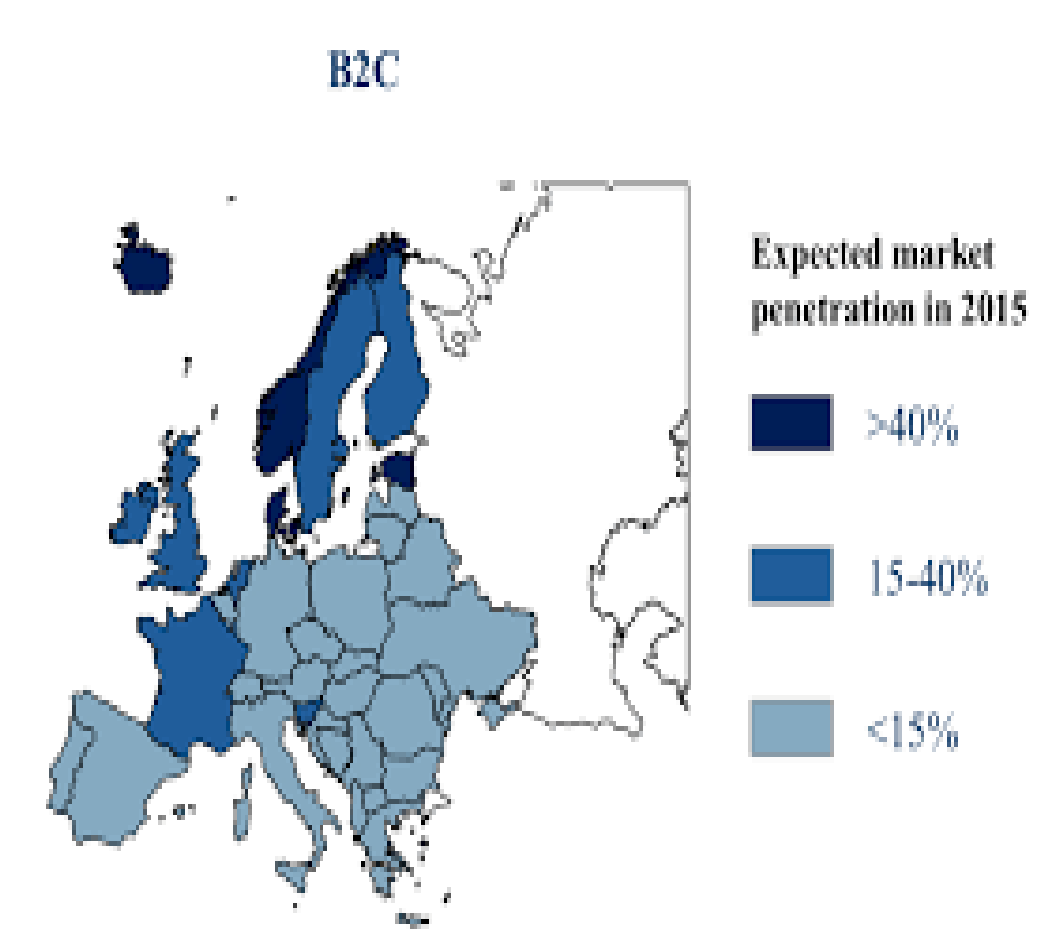 B2C
Expected market
penetration in 2015
>40%
15-40%
<15%